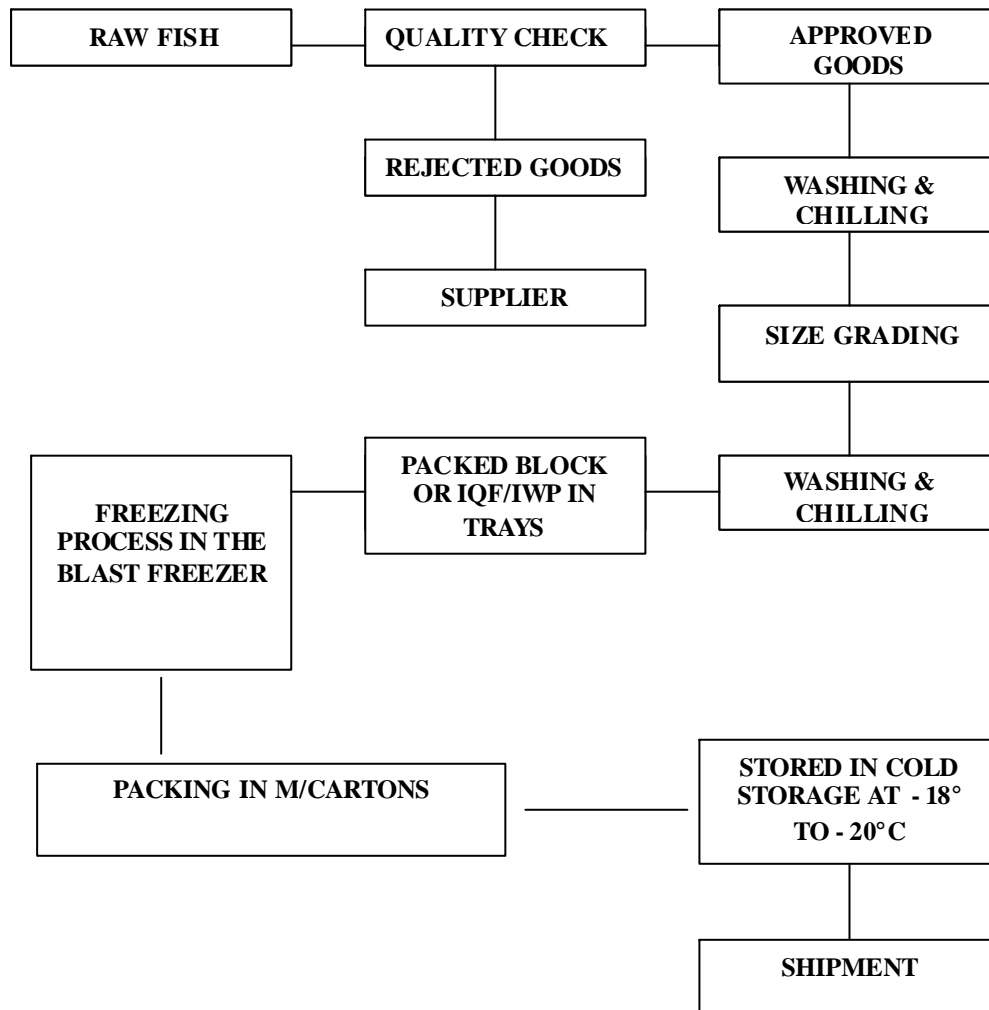 RAW FISH
QUALITY CHECK
APPROVED
GOODS
REJECTED GOODS
WASHING &
CHILLING
SUPPLIER
SIZE GRADING
PACKED BLOCK
OR IQF/IWP IN
TRAYS
WASHING &
CHILLING
FREEZING
PROCESS IN THE
BLAST FREEZER
PACKING IN M/CARTONS
STORED IN COLD
STORAGE AT - 18°
TO - 20°C
SHIPMENT